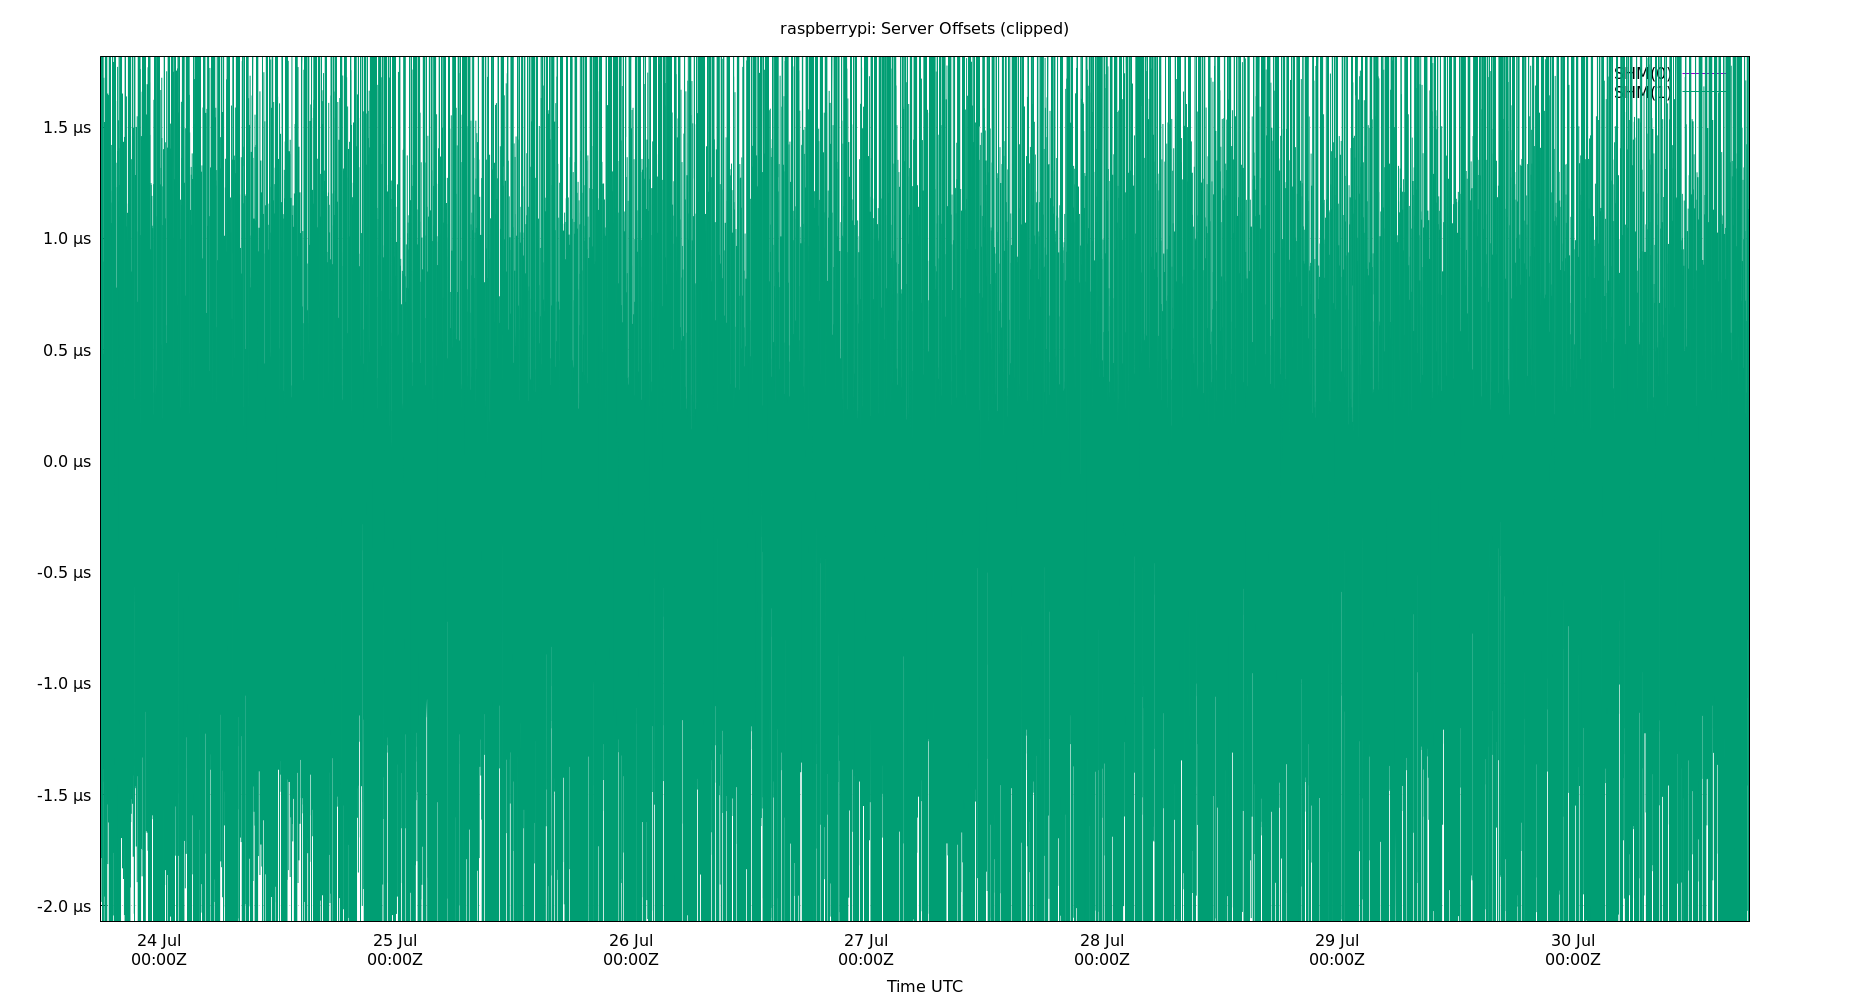 raspberrypi: Server Offsets (clipped)
SHM(0)
SHM(1)
1.5 µs
1.0 µs
0.5 µs
0.0 µs
-0.5 µs
-1.0 µs
-1.5 µs
-2.0 µs
24 Jul 25 Jul 26 Jul 27 Jul 28 Jul 29 Jul 30 Jul
00:00Z 00:00Z 00:00Z 00:00Z 00:00Z 00:00Z 00:00Z
Time UTC